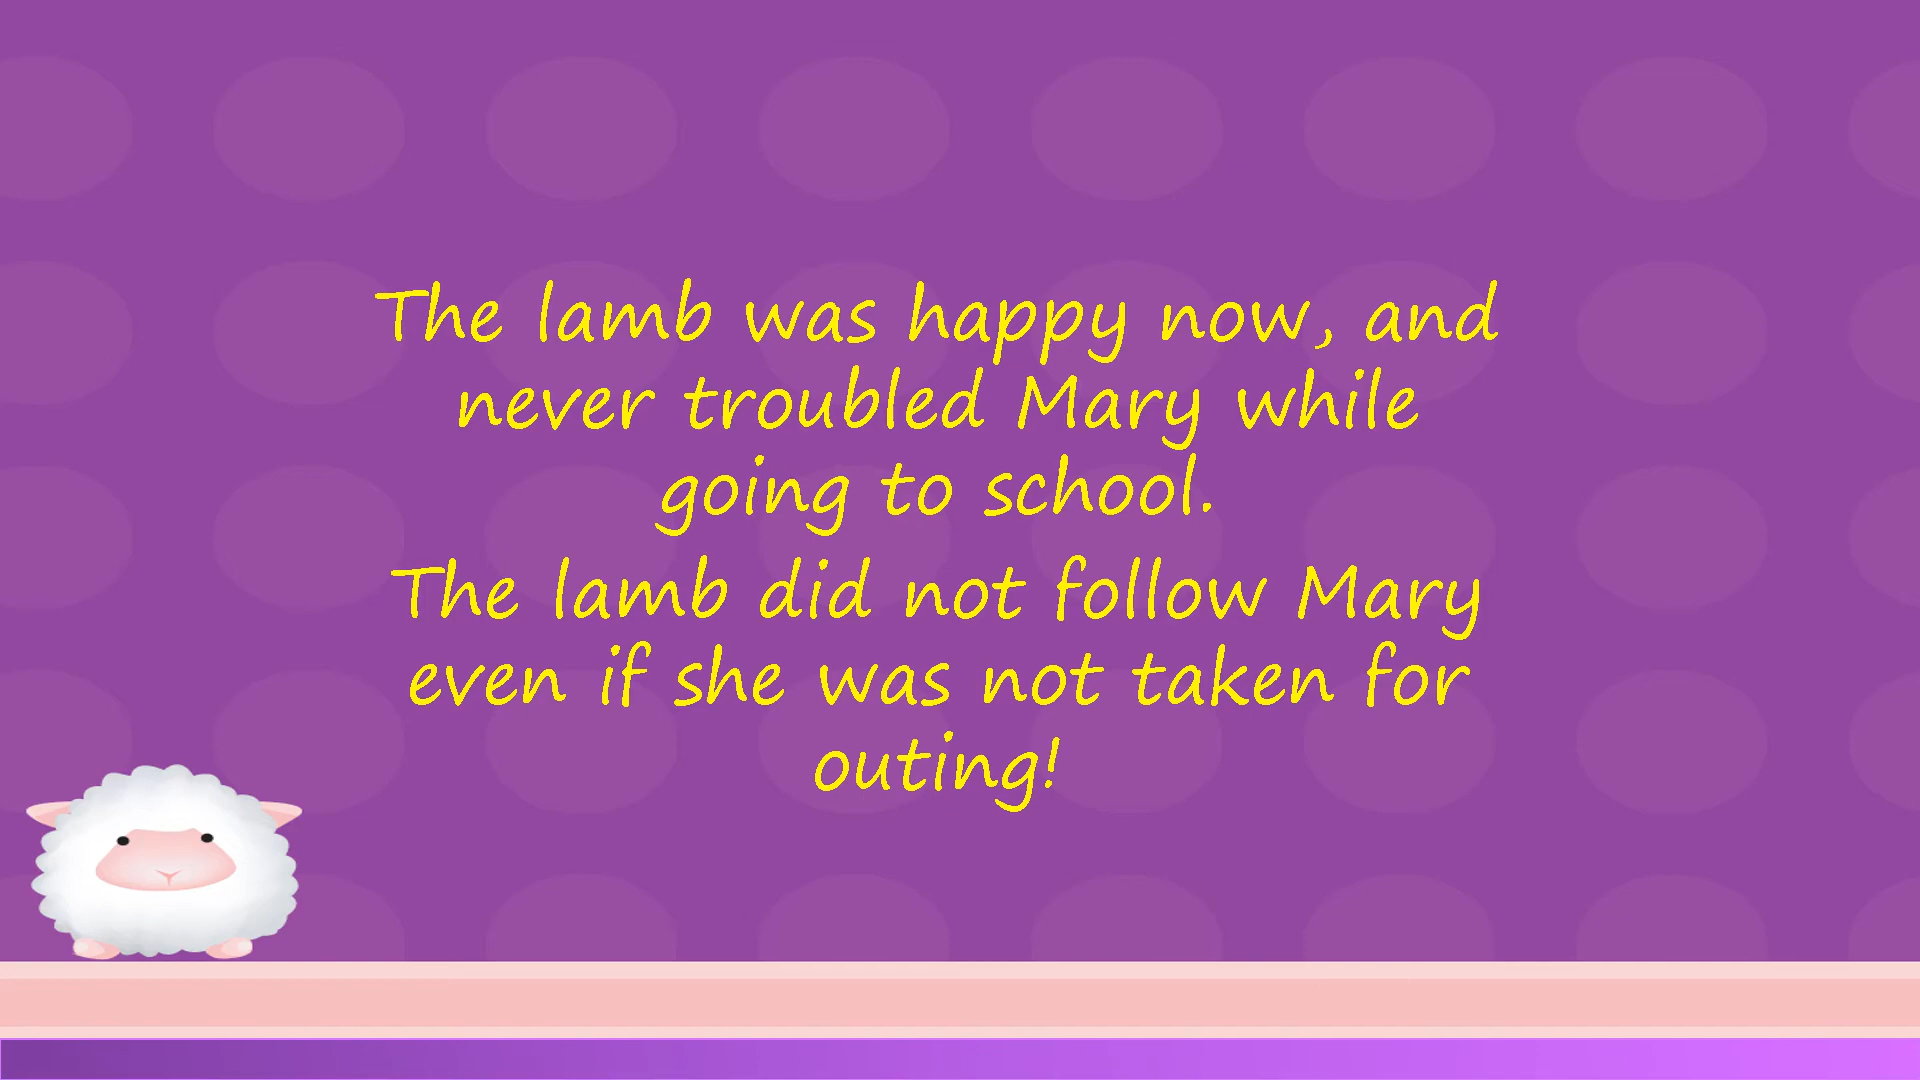 The lamb was happy now, and
never troubled Mary while
going to school.
The lamb did not follow Mary
even if she was not taken for
outing!